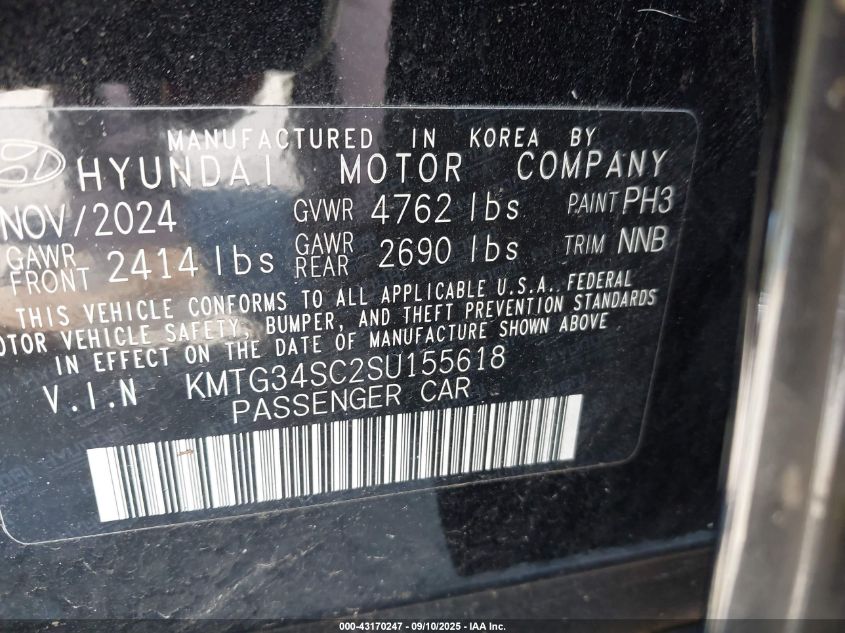 MANUFACTURED IN KOREA BY
HYUNDAI MOTOR COMPANY
NOV/2024 GVWR 4762 lbs PAINT PH3
GAWR FRONT 2414 lbs GAWR REAR 2690 lbs TRIM NNB
THIS VEHICLE CONFORMS TO ALL APPLICABLE U.S.A. FEDERAL
OTOR VEHICLE SAFETY, BUMPER, AND THEFT PREVENTION STANDARDS
IN EFFECT ON THE DATE OF MANUFACTURE SHOWN ABOVE
V.I.N KMTG34SC2SU155618
PASSENGER CAR
000-43170247 - 09/10/2025 - IAA Inc.